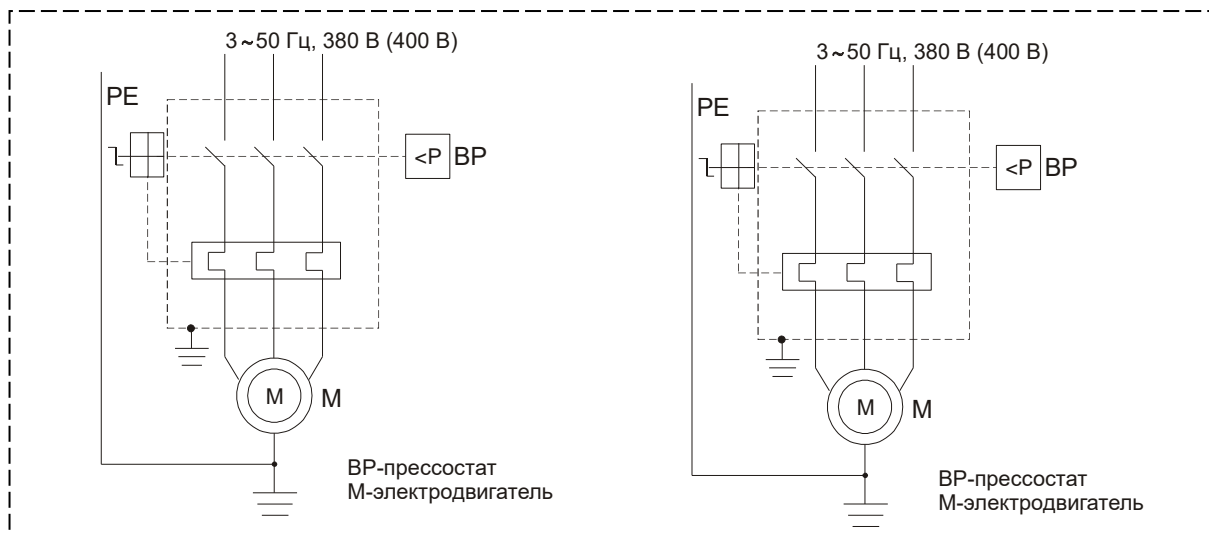 3~50 Гц, 380 В (400 В)
PE
<P BP
M M
BP-прессостат
М-электродвигатель
3~50 Гц, 380 В (400 В)
PE
<P BP
M M
BP-прессостат
М-электродвигатель